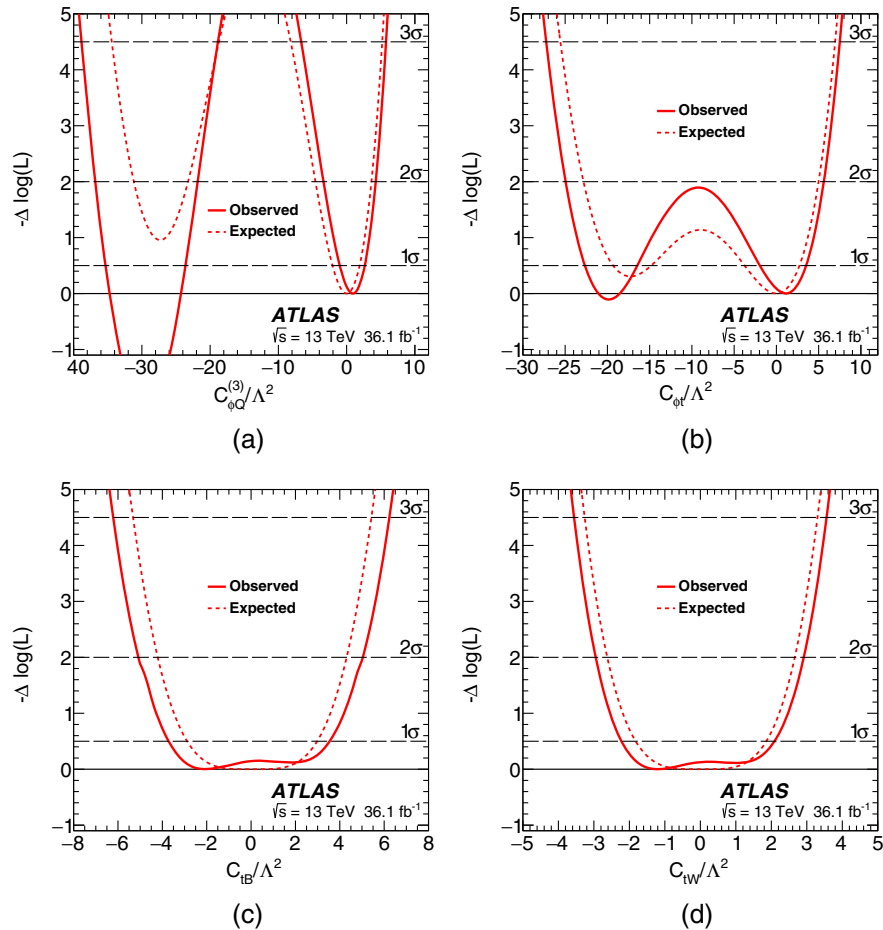 5
4
3
2
1
0
−1
-Δ log(L)
3σ
2σ
1σ
Observed
Expected
ATLAS
√s = 13 TeV 36.1 fb⁻¹
−40 −30 −20 −10 0 10
C_ϕQ^(3)/Λ²
(a)
5
4
3
2
1
0
−1
-Δ log(L)
3σ
2σ
1σ
Observed
Expected
ATLAS
√s = 13 TeV 36.1 fb⁻¹
−30 −25 −20 −15 −10 −5 0 5 10
C_ϕt/Λ²
(b)
5
4
3
2
1
0
−1
-Δ log(L)
3σ
2σ
1σ
Observed
Expected
ATLAS
√s = 13 TeV 36.1 fb⁻¹
−8 −6 −4 −2 0 2 4 6 8
C_tB/Λ²
(c)
5
4
3
2
1
0
−1
-Δ log(L)
3σ
2σ
1σ
Observed
Expected
ATLAS
√s = 13 TeV 36.1 fb⁻¹
−5 −4 −3 −2 −1 0 1 2 3 4 5
C_tW/Λ²
(d)